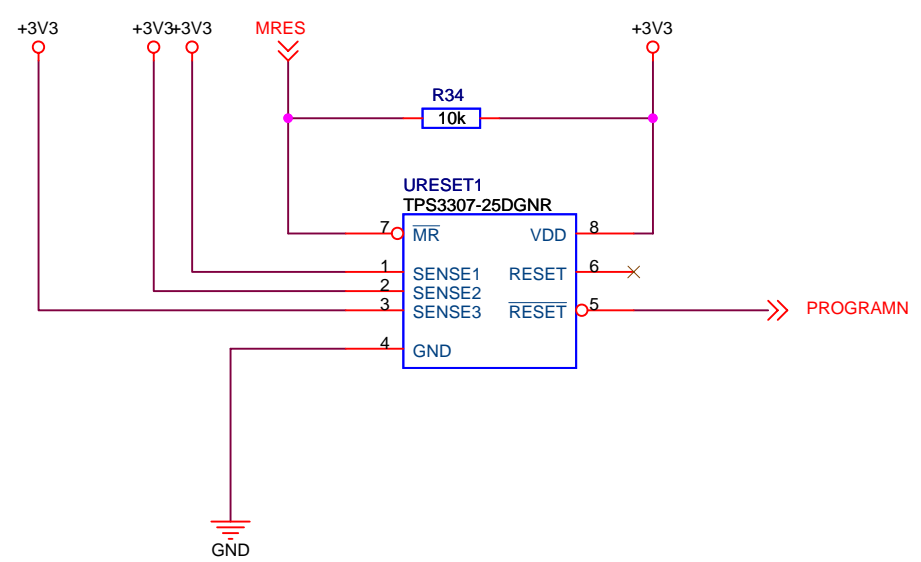 +3V3
+3V3
+3V3
MRES
+3V3
R34
10k
URESET1
TPS3307-25DGNR
7
MR
VDD
8
1
SENSE1
RESET
6
2
SENSE2
3
SENSE3
RESET
5
PROGRAMN
4
GND
GND